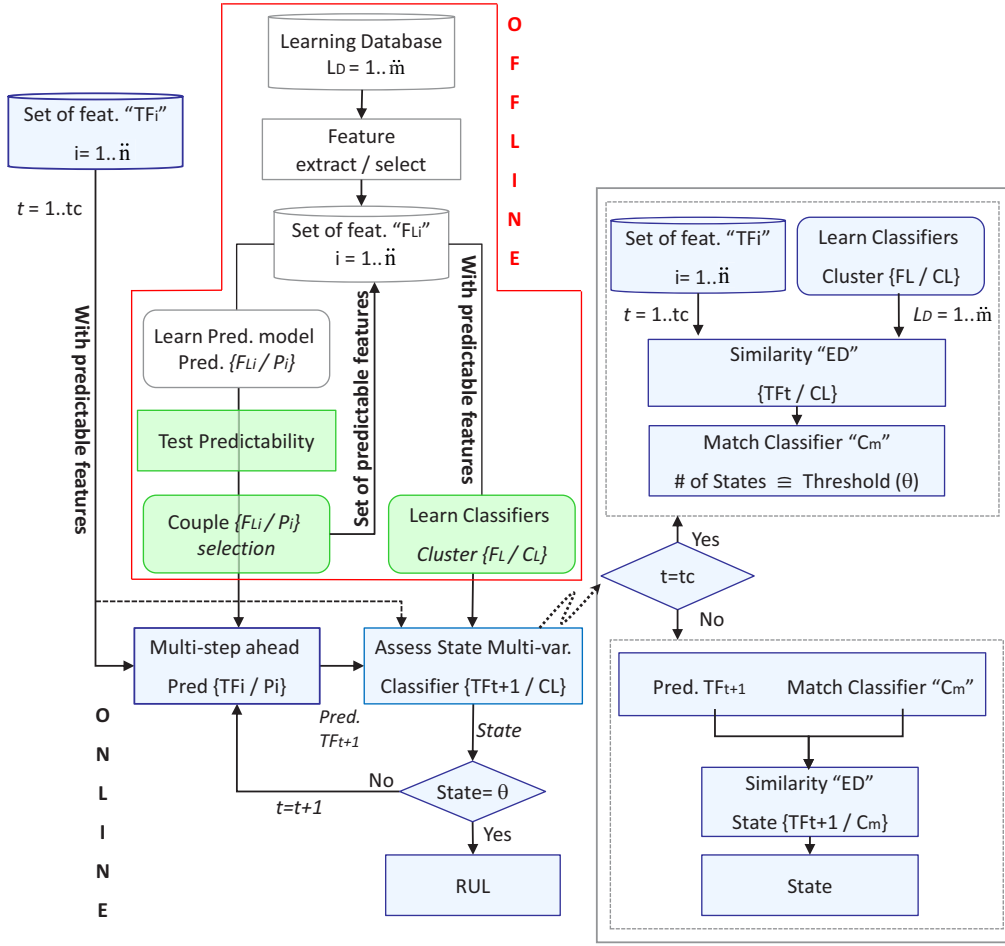 Learning Database
LD = 1..m̈
Feature
extract / select
Set of feat. “FLi”
i = 1..n̈
OFFLINE
Set of feat. “TFi”
i= 1..n̈
t = 1..tc
With predictable features
Learn Pred. model
Pred. {FLi / Pi}
Test Predictability
Couple {FLi / Pi}
selection
Set of predictable features
With predictable features
Learn Classifiers
Cluster {FL / CL}
Multi-step ahead
Pred {TFi / Pi}
Pred.
TFt+1
Assess State Multi-var.
Classifier {TFt+1 / CL}
State
State= θ
No
t=t+1
Yes
RUL
ONLINE
Set of feat. “TFi”
i= 1..n̈
t = 1..tc
Learn Classifiers
Cluster {FL / CL}
LD = 1..m̈
Similarity “ED”
{TFt / CL}
Match Classifier “Cm”
# of States ≅ Threshold (θ)
Yes
t=tc
No
Pred. TFt+1
Match Classifier “Cm”
Similarity “ED”
State {TFt+1 / Cm}
State